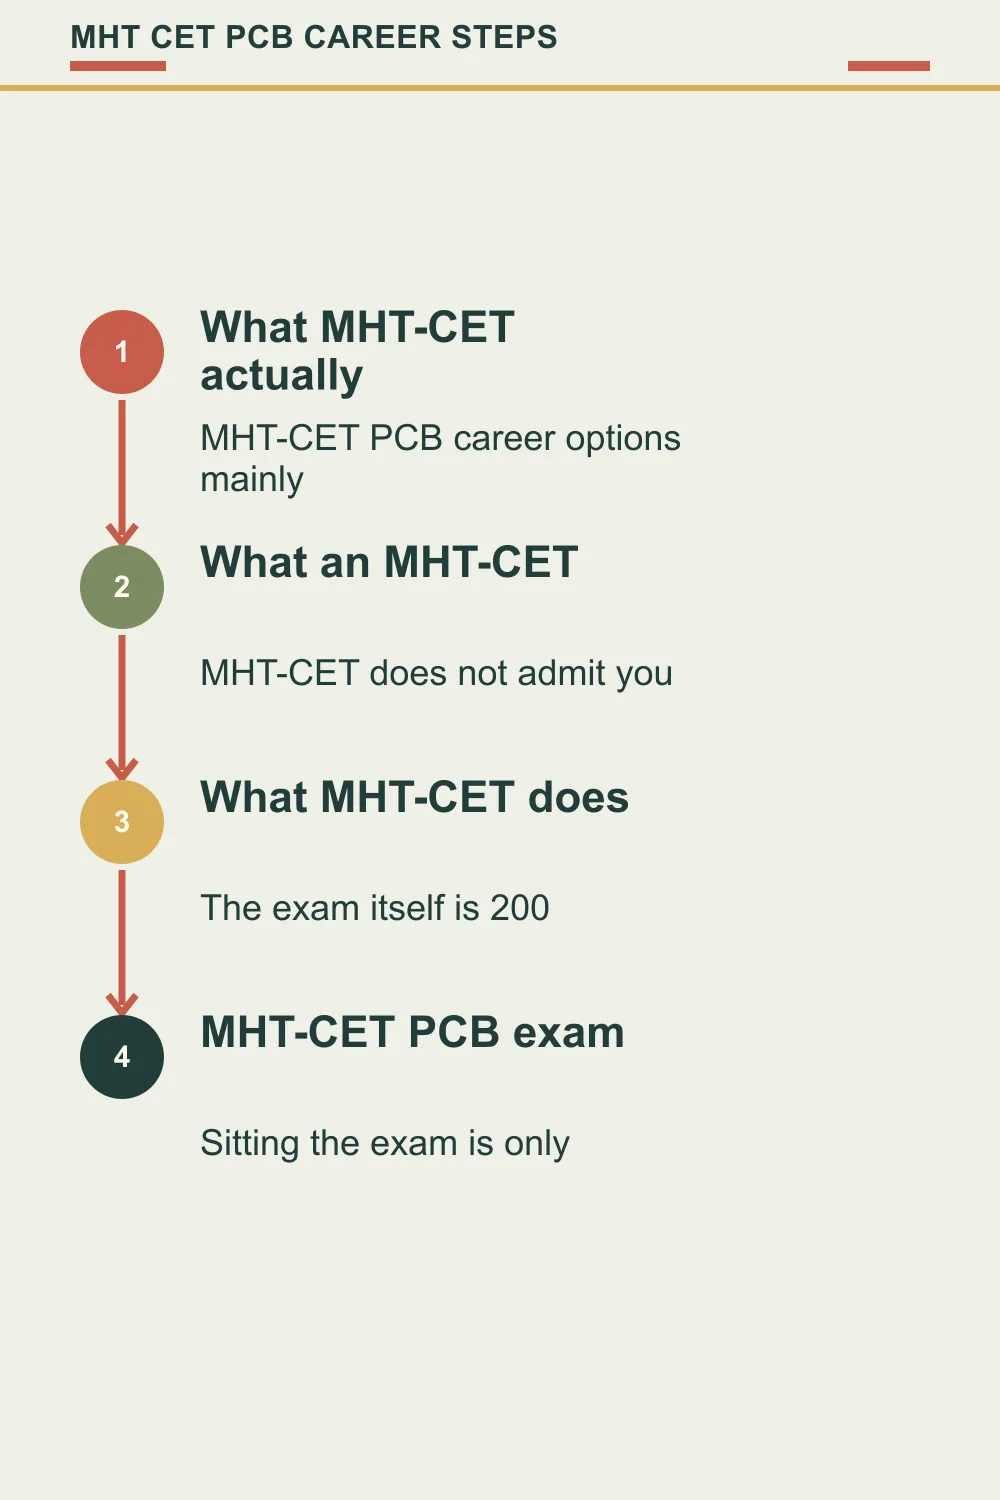 MHT CET PCB CAREER STEPS
1
What MHT-CET
actually
MHT-CET PCB career options
mainly
2
What an MHT-CET
MHT-CET does not admit you
3
What MHT-CET does
The exam itself is 200
4
MHT-CET PCB exam
Sitting the exam is only